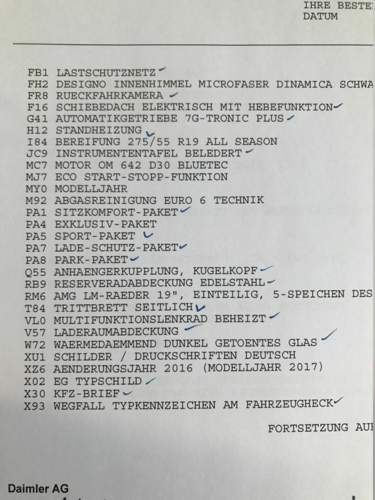 IHRE BESTE
DATUM
FB1 LASTSCHUTZNETZ
FH2 DESIGNO INNENHIMMEL MICROFASER DINAMICA SCHWA
FR8 RUECKFAHRKAMERA
F16 SCHIEBEDACH ELEKTRISCH MIT HEBEFUNKTION
G41 AUTOMATIKGETRIEBE 7G-TRONIC PLUS
H12 STANDHEIZUNG
I84 BEREIFUNG 275/55 R19 ALL SEASON
JC9 INSTRUMENTENTAFEL BELEDERT
MC7 MOTOR OM 642 D30 BLUETEC
MJ7 ECO START-STOPP-FUNKTION
MY0 MODELLJAHR
M92 ABGASREINIGUNG EURO 6 TECHNIK
PA1 SITZKOMFORT-PAKET
PA4 EXKLUSIV-PAKET
PA5 SPORT-PAKET
PA7 LADE-SCHUTZ-PAKET
PA8 PARK-PAKET
Q55 ANHAENGERKUPPLUNG, KUGELKOPF
RB9 RESERVERADABDECKUNG EDELSTAHL
RM6 AMG LM-RAEDER 19", EINTEILIG, 5-SPEICHEN DES
T84 TRITTBRETT SEITLICH
VL0 MULTIFUNKTIONSLENKRAD BEHEIZT
V57 LADERAUMABDECKUNG
W72 WAERMEDAEMMEND DUNKEL GETOENTES GLAS
XU1 SCHILDER / DRUCKSCHRIFTEN DEUTSCH
XZ6 AENDERUNGSJAHR 2016 (MODELLJAHR 2017)
X02 EG TYPSCHILD
X30 KFZ-BRIEF
X93 WEGFALL TYPKENNZEICHEN AM FAHRZEUGHECK
FORTSETZUNG AUF
Daimler AG